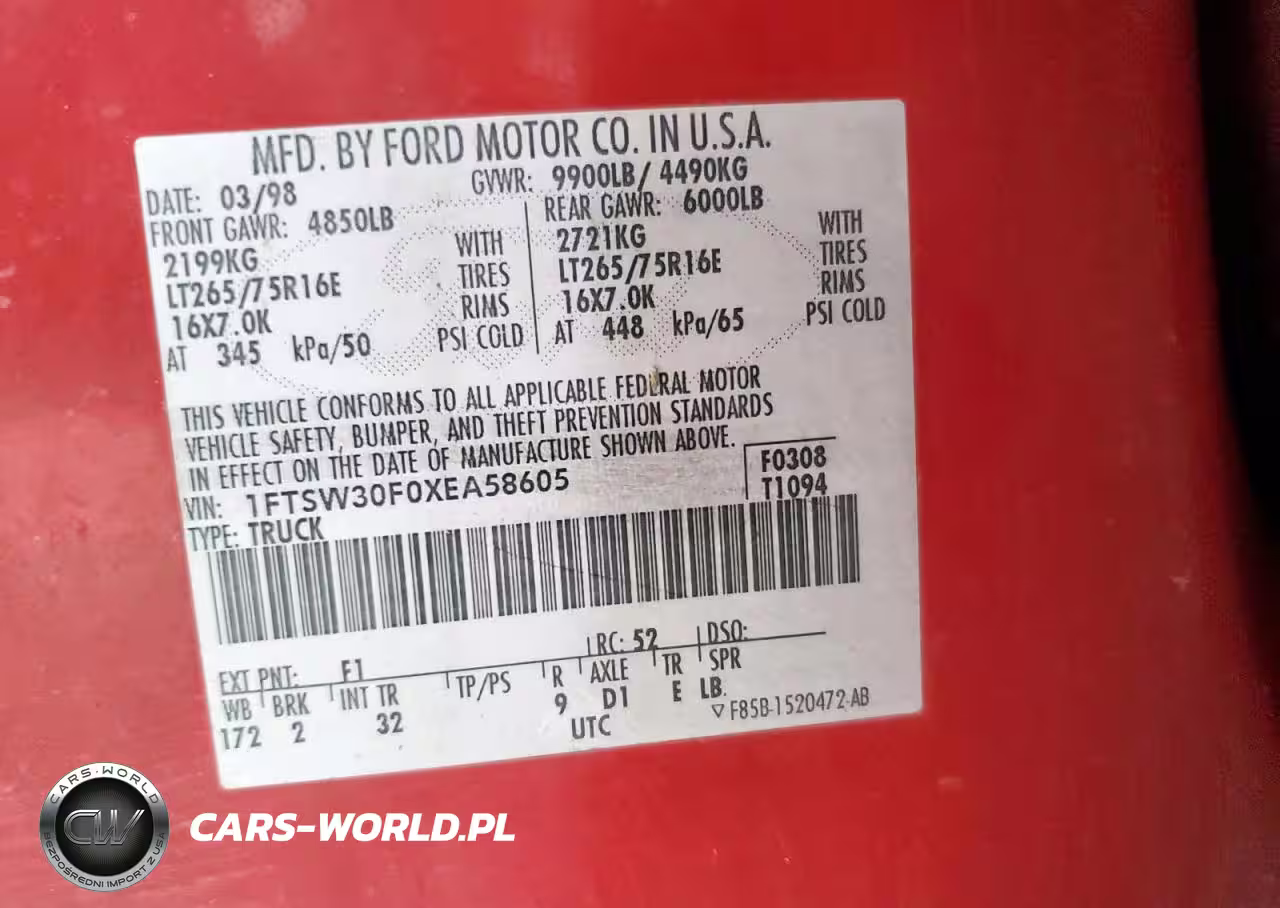 MFD. BY FORD MOTOR CO. IN U.S.A.
DATE: 03/98 GVWR: 9900LB/ 4490KG
FRONT GAWR: 4850LB REAR GAWR: 6000LB
2199KG WITH 2721KG WITH
LT265/75R16E TIRES LT265/75R16E TIRES
16X7.0K RIMS 16X7.0K RIMS
AT 345 kPa/50 PSI COLD AT 448 kPa/65 PSI COLD
THIS VEHICLE CONFORMS TO ALL APPLICABLE FEDERAL MOTOR
VEHICLE SAFETY, BUMPER, AND THEFT PREVENTION STANDARDS
IN EFFECT ON THE DATE OF MANUFACTURE SHOWN ABOVE.
VIN: 1FTSW30F0XEA58605 F0308
TYPE: TRUCK T1094
EXT PNT: F1 RC: 52 DSO:
WB BRK INT TR TP/PS R AXLE TR SPR
172 2 32 9 D1 E LB.
UTC
▽ F85B-1520472-AB
CARS-WORLD
CW
BEZPOŚREDNI IMPORT Z USA
CARS-WORLD.PL